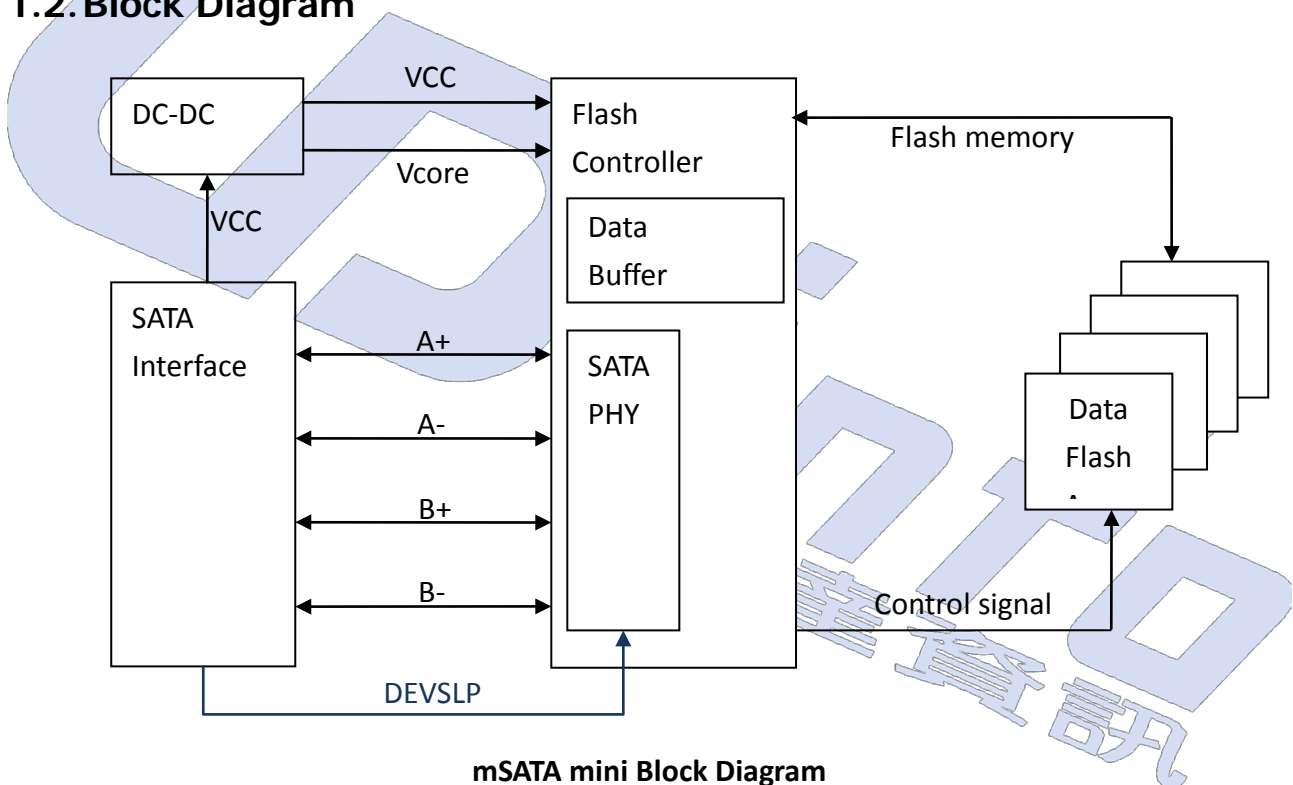 1.2. Block Diagram
DC-DC
VCC
Vcore
VCC
Flash
Controller
Data
Buffer
Flash memory
SATA
Interface
A+
A-
B+
B-
SATA
PHY
Data
Flash
Control signal
DEVSLP
mSATA mini Block Diagram